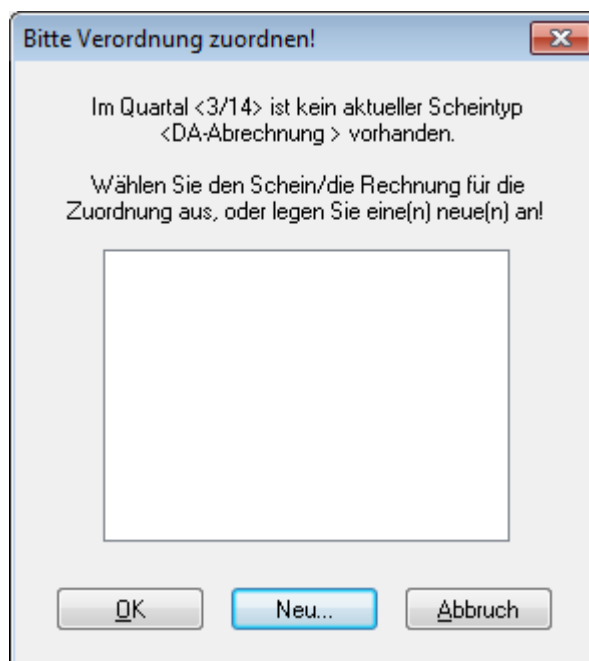 Bitte Verordnung zuordnen!
Im Quartal <3/14> ist kein aktueller Scheintyp
<DA-Abrechnung > vorhanden.
Wählen Sie den Schein/die Rechnung für die
Zuordnung aus, oder legen Sie eine(n) neue(n) an!
OK
Neu...
Abbruch